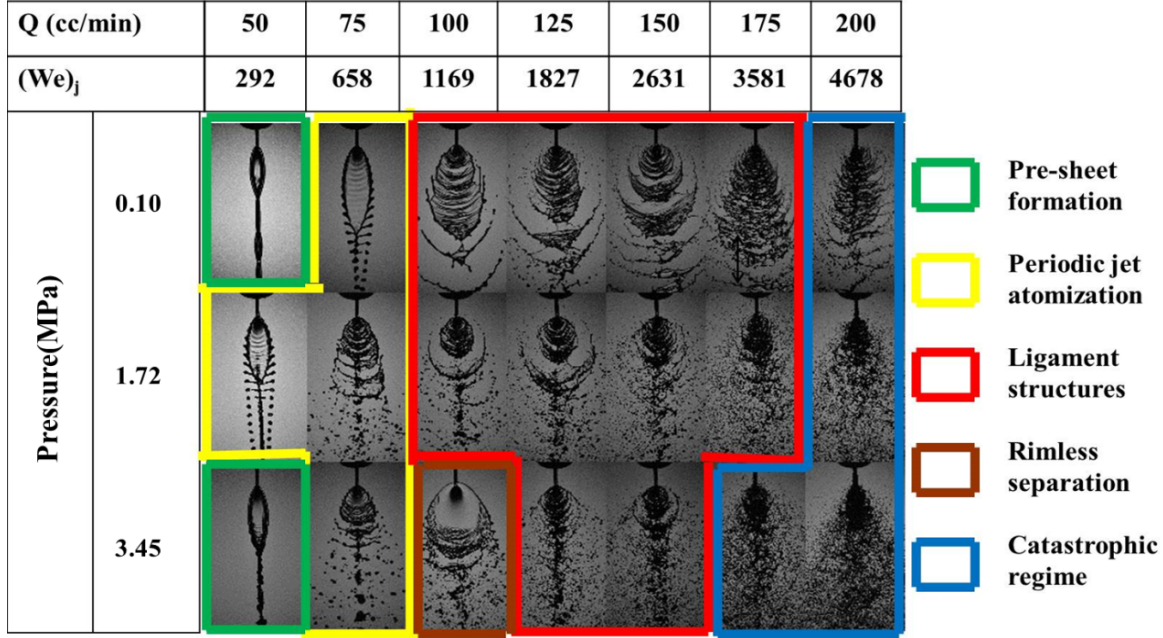 Q (cc/min) 50 75 100 125 150 175 200
(We)j 292 658 1169 1827 2631 3581 4678
Pressure(MPa)
0.10
1.72
3.45
Pre-sheet
formation
Periodic jet
atomization
Ligament
structures
Rimless
separation
Catastrophic
regime